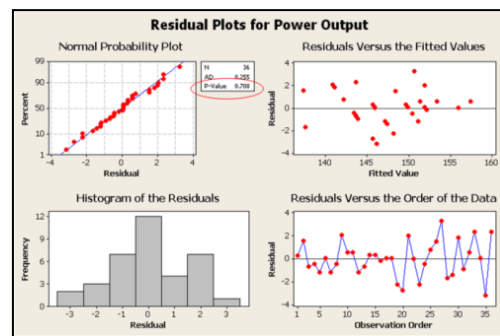 Residual Plots for Power Output
Normal Probability Plot
99
90
50
10
1
Percent
-4 -2 0 2 4
Residual
N 36
AD 0.255
P-Value 0.708
Residuals Versus the Fitted Values
4
2
0
-2
-4
Residual
140 145 150 155 160
Fitted Value
Histogram of the Residuals
12
9
6
3
0
Frequency
-3 -2 -1 0 1 2 3
Residual
Residuals Versus the Order of the Data
4
2
0
-2
-4
Residual
1 5 10 15 20 25 30 35
Observation Order